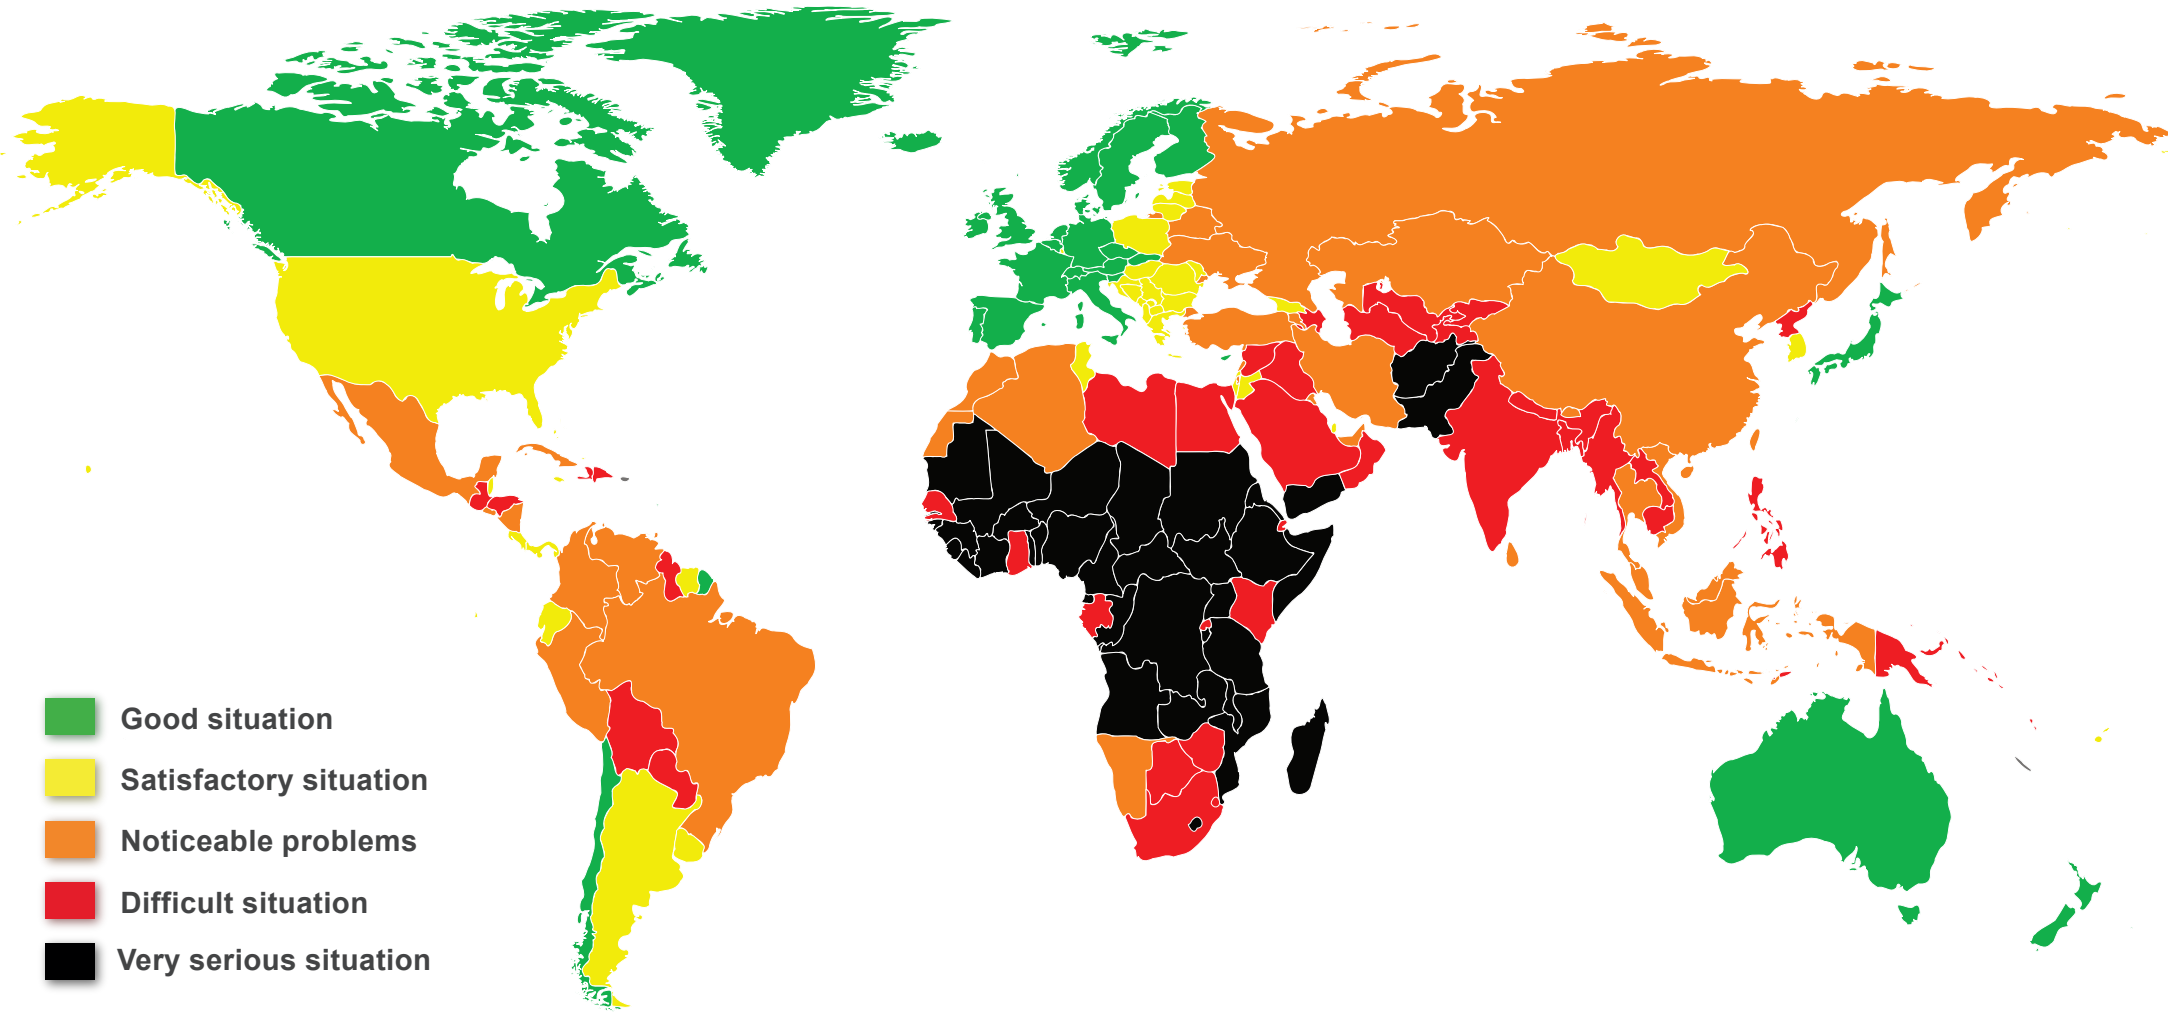 Good situation
Satisfactory situation
Noticeable problems
Difficult situation
Very serious situation